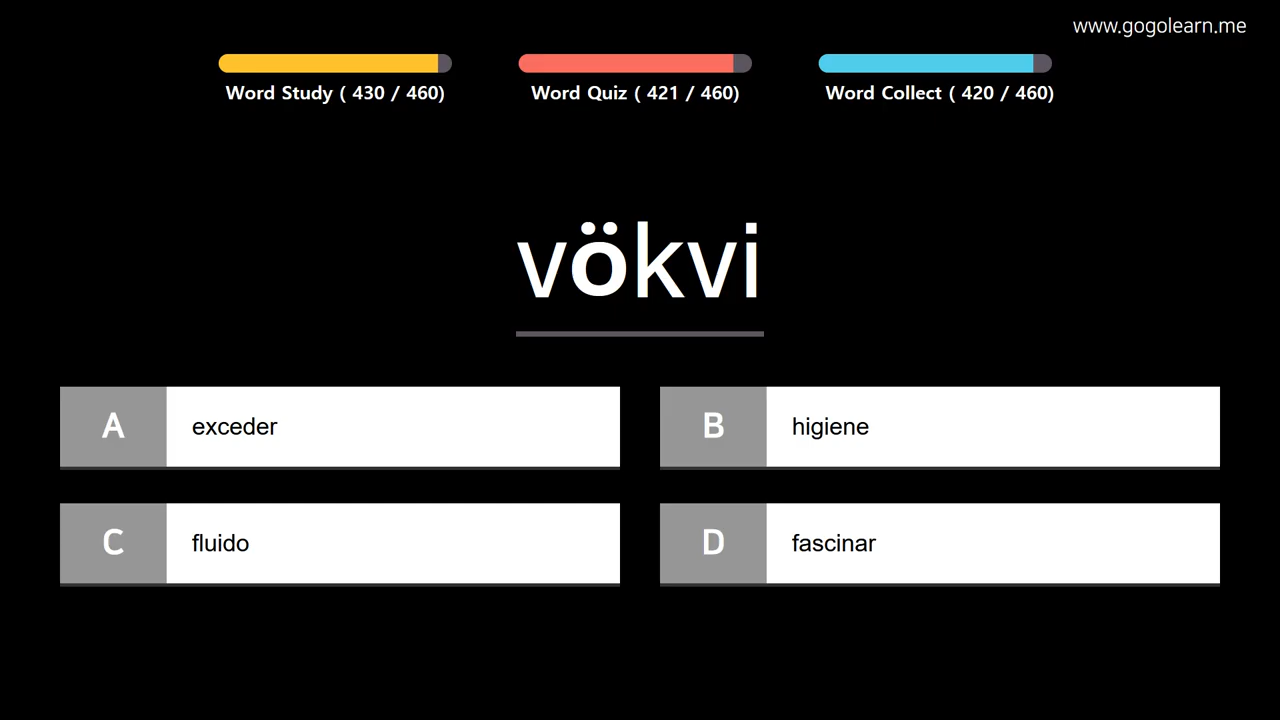 www.gogolearn.me
Word Study ( 430 / 460)
Word Quiz ( 421 / 460)
Word Collect ( 420 / 460)
vökvi
A exceder
B higiene
C fluido
D fascinar